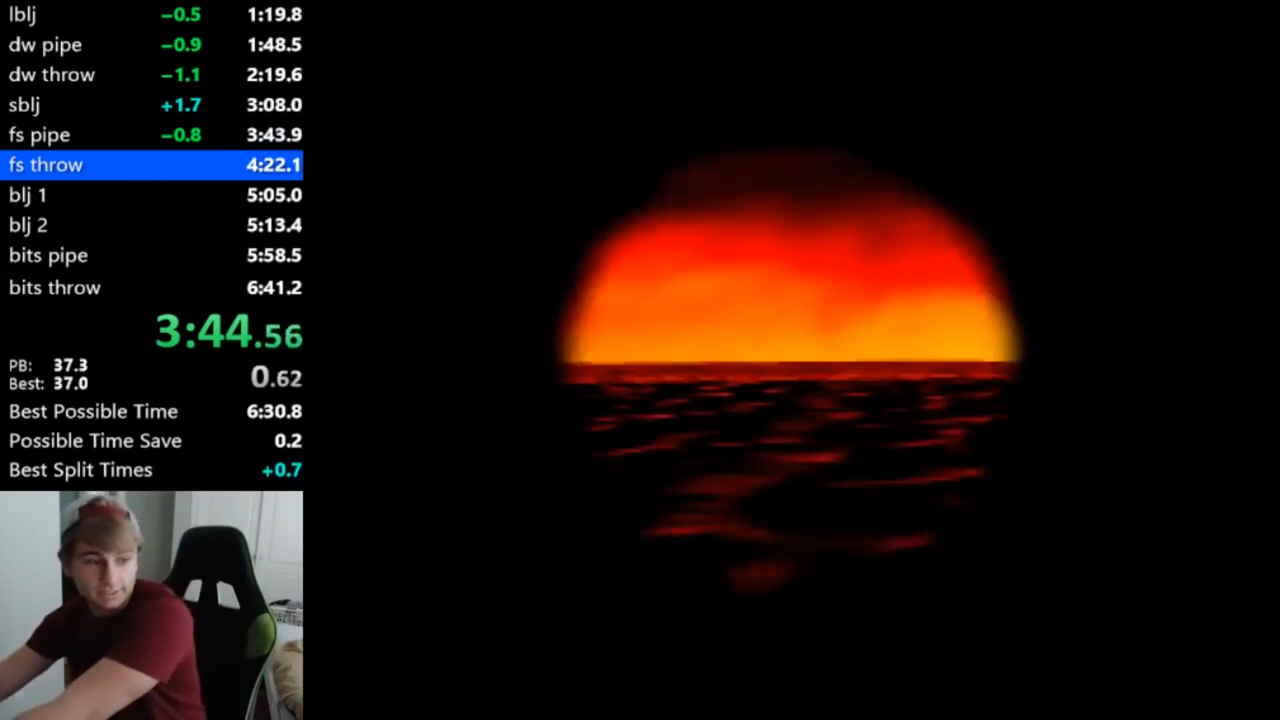 lblj −0.5 1:19.8
dw pipe −0.9 1:48.5
dw throw −1.1 2:19.6
sblj +1.7 3:08.0
fs pipe −0.8 3:43.9
fs throw 4:22.1
blj 1 5:05.0
blj 2 5:13.4
bits pipe 5:58.5
bits throw 6:41.2
3:44.56
PB: 37.3
Best: 37.0
0.62
Best Possible Time 6:30.8
Possible Time Save 0.2
Best Split Times +0.7